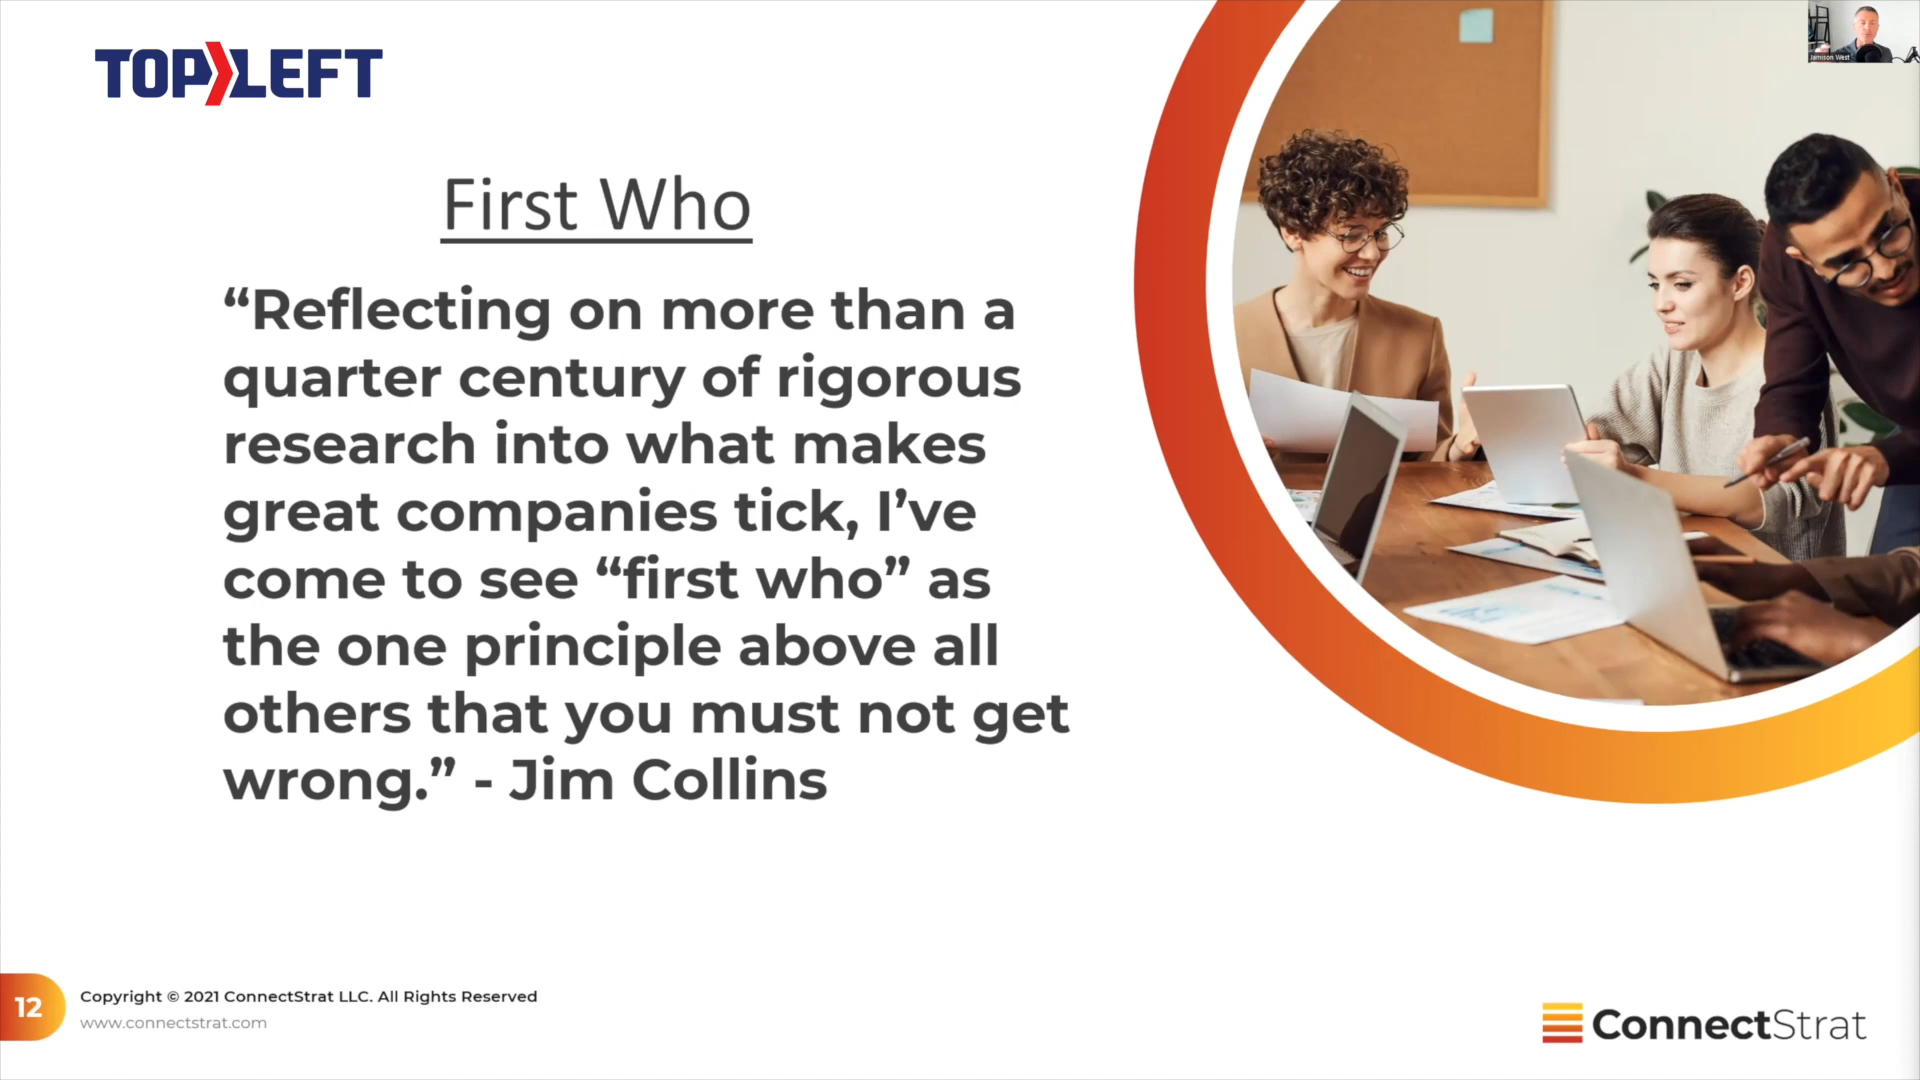 TOP LEFT
Jamison West
First Who
“Reflecting on more than a
quarter century of rigorous
research into what makes
great companies tick, I’ve
come to see “first who” as
the one principle above all
others that you must not get
wrong.” - Jim Collins
12
Copyright © 2021 ConnectStrat LLC. All Rights Reserved
www.connectstrat.com
ConnectStrat